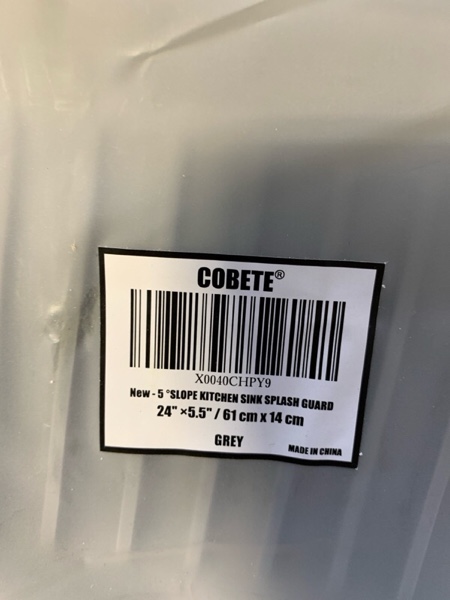 COBETE®
X0040CHPY9
New - 5 °SLOPE KITCHEN SINK SPLASH GUARD
24" ×5.5" / 61 cm x 14 cm
GREY
MADE IN CHINA